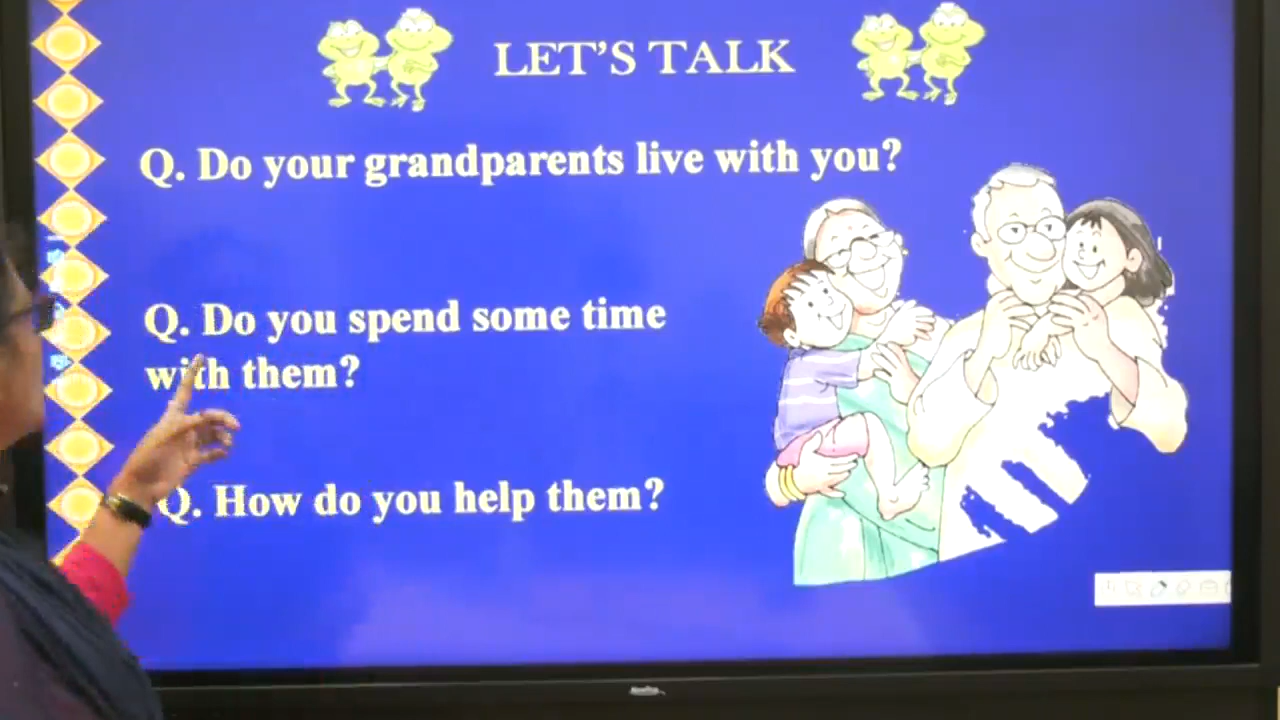 LET'S TALK
Q. Do your grandparents live with you?
Q. Do you spend some time
with them?
Q. How do you help them?